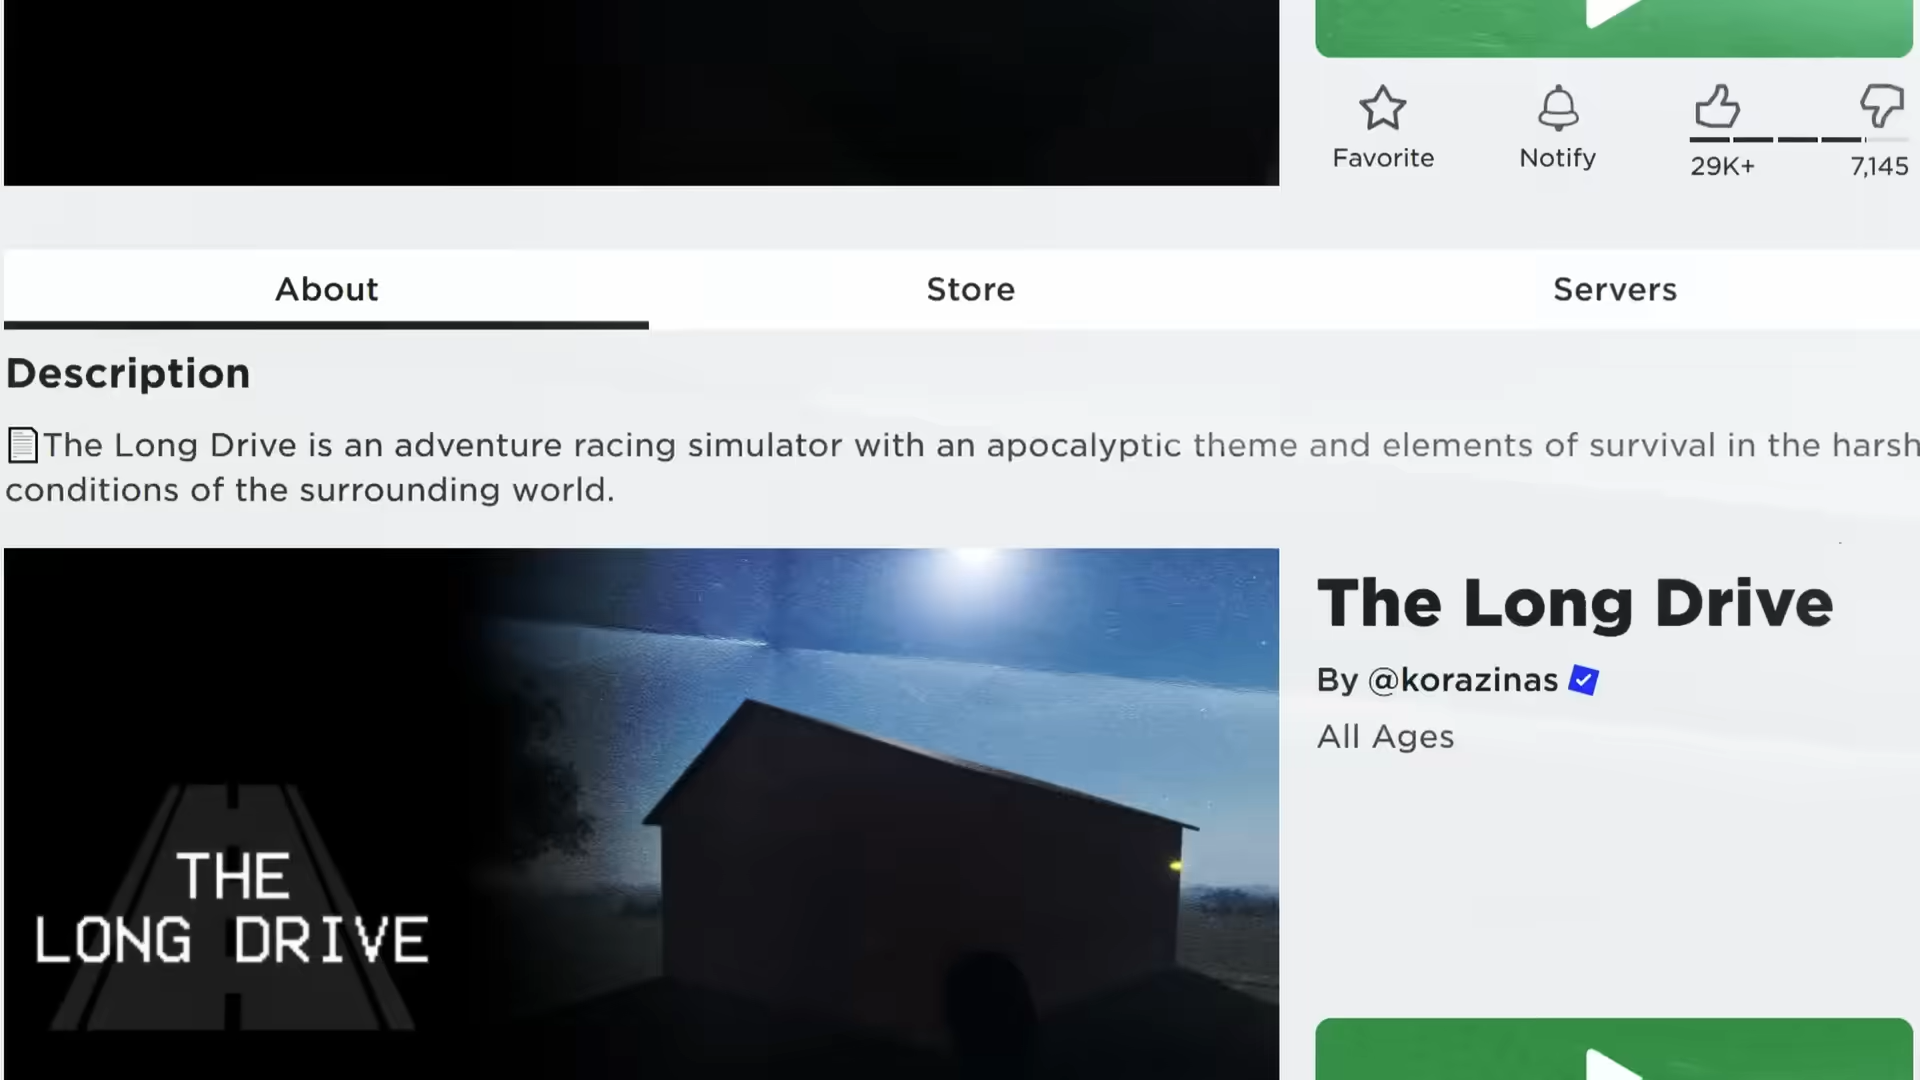 Favorite
Notify
29K+
7,145
About
Store
Servers
Description
The Long Drive is an adventure racing simulator with an apocalyptic theme and elements of survival in the harsh
conditions of the surrounding world.
The Long Drive
By @korazinas
All Ages
THE
LONG DRIVE